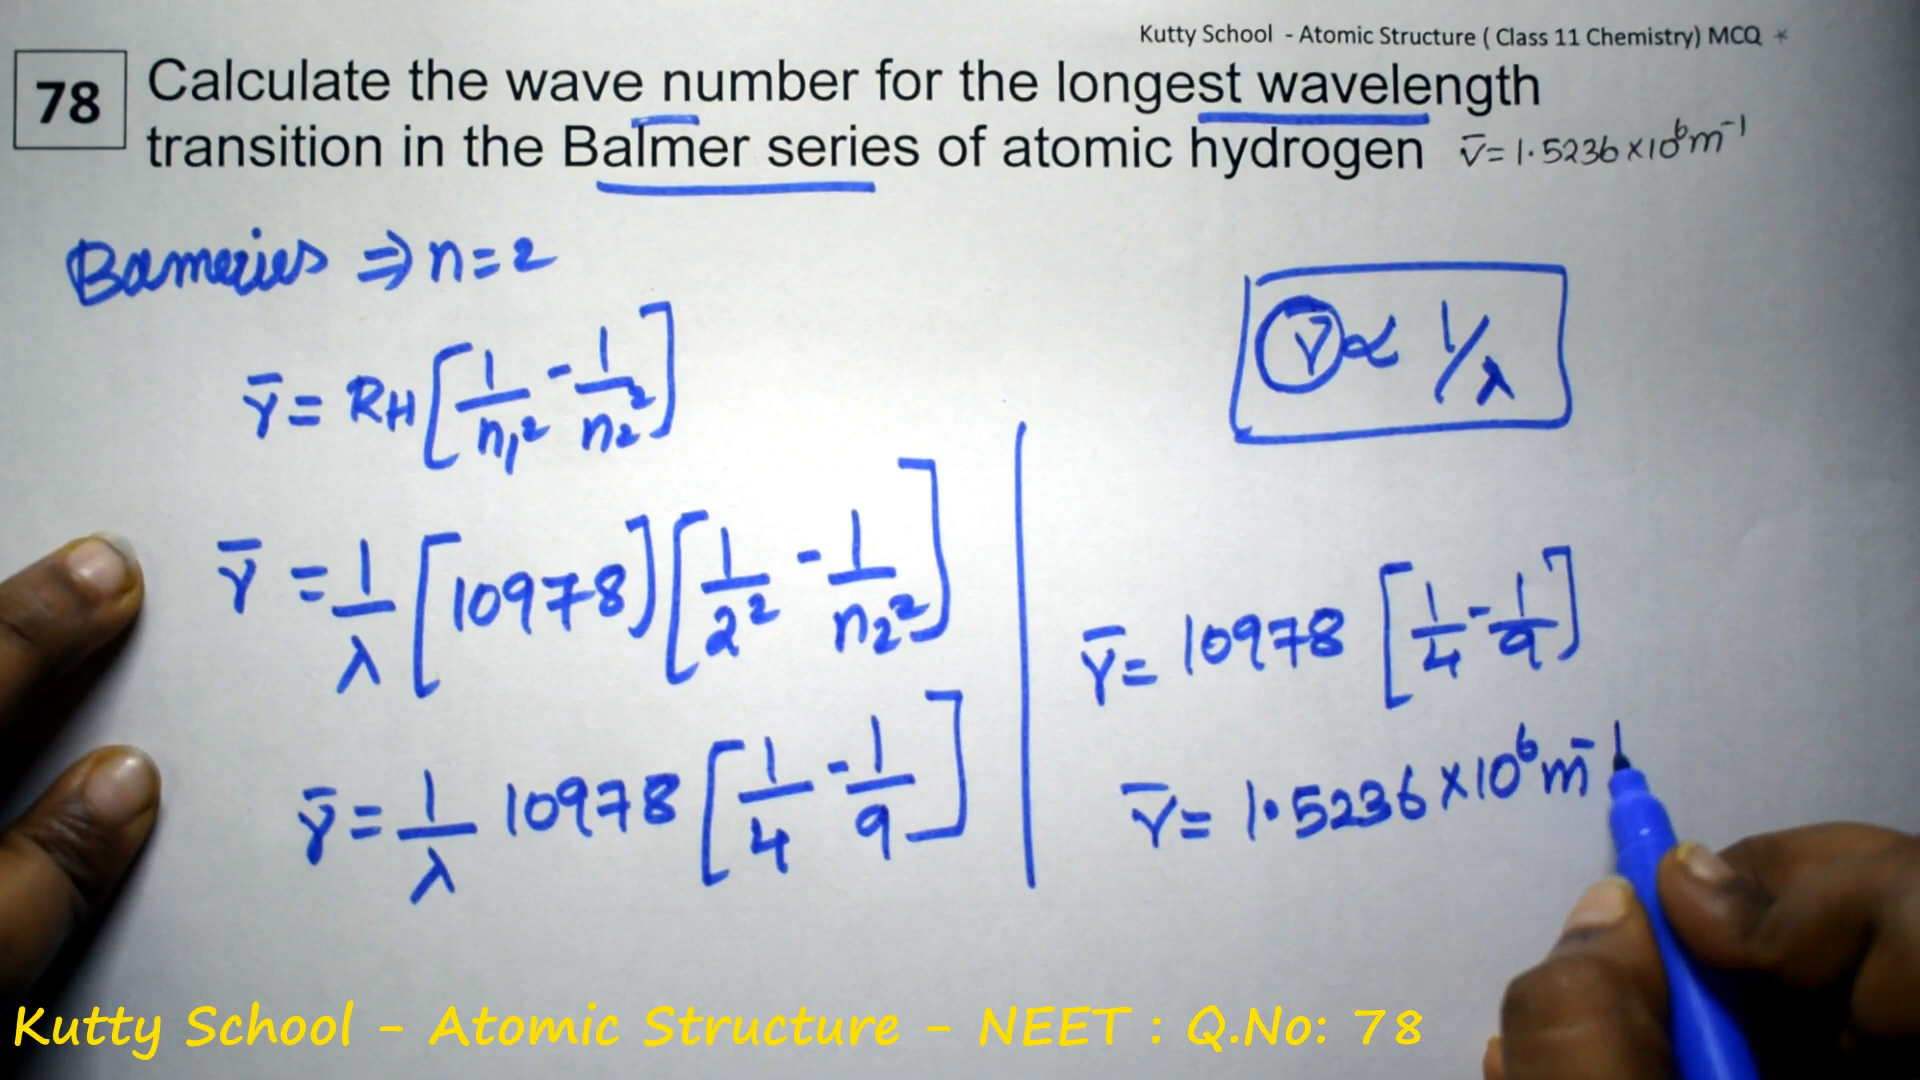 Kutty School - Atomic Structure ( Class 11 Chemistry) MCQ *
78 Calculate the wave number for the longest wavelength
transition in the Balmer series of atomic hydrogen ν̅ = 1.5236 ×10⁶m⁻¹
Bameries ⇒ n = 2
ν̅ = RH [1/n₁² - 1/n₂²]
ν̅ = 1/λ [10978] [1/2² - 1/n₂²]
ν̅ = 1/λ 10978 [1/4 - 1/9]
ν̅ ∝ 1/λ
ν̅ = 10978 [1/4 - 1/9]
ν̅ = 1.5236 ×10⁶ m⁻¹
Kutty School - Atomic Structure - NEET : Q.No: 78